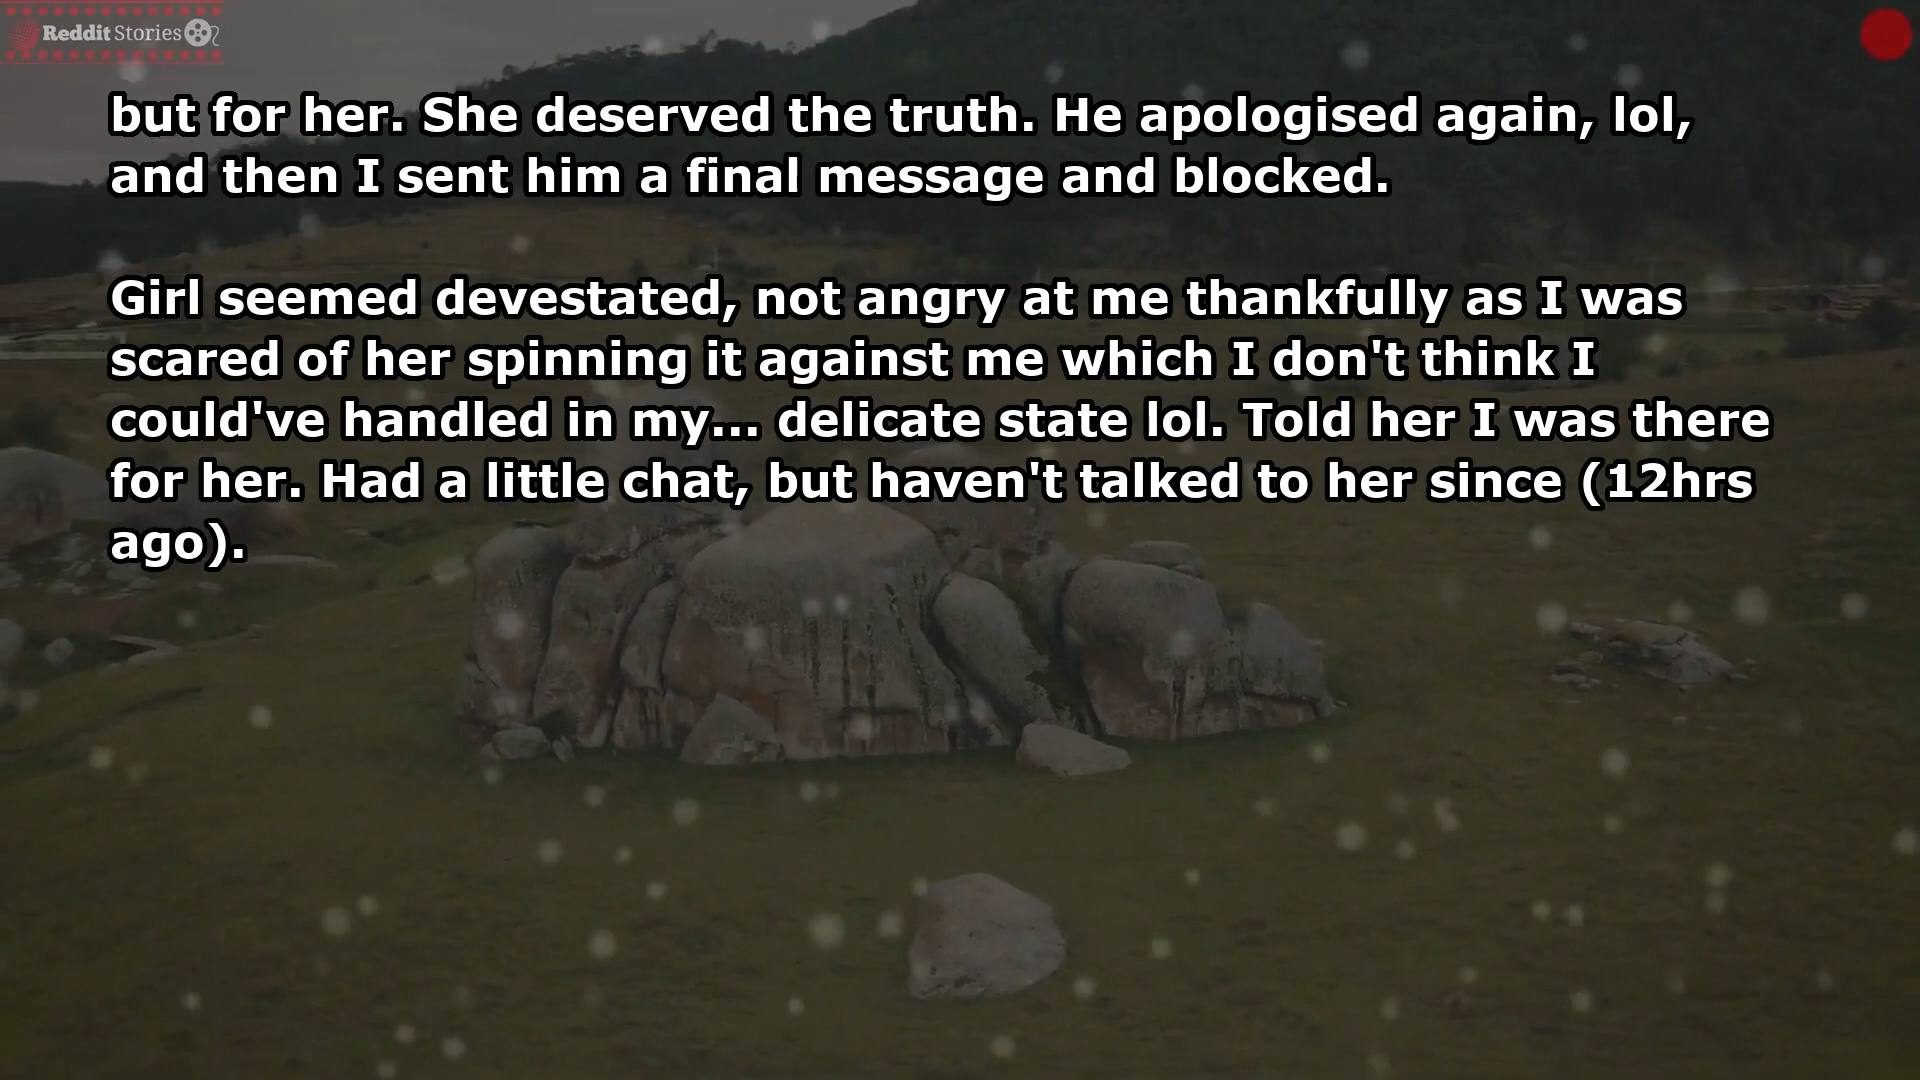 Reddit Stories
but for her. She deserved the truth. He apologised again, lol,
and then I sent him a final message and blocked.
Girl seemed devestated, not angry at me thankfully as I was
scared of her spinning it against me which I don't think I
could've handled in my... delicate state lol. Told her I was there
for her. Had a little chat, but haven't talked to her since (12hrs
ago).